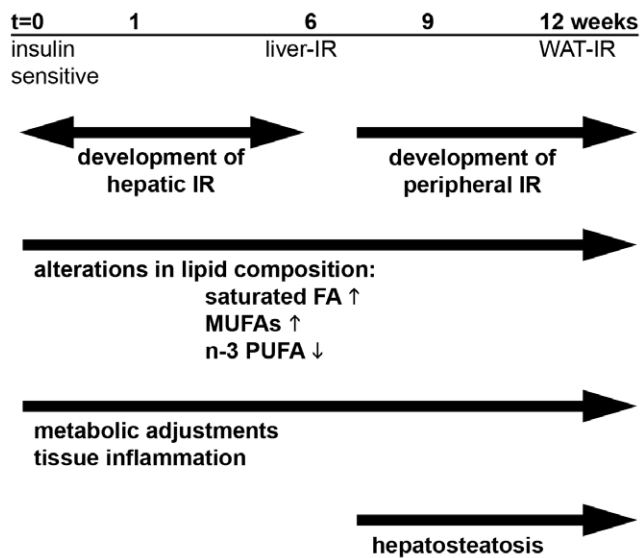 t=0 1 6 9 12 weeks
insulin sensitive
liver-IR
WAT-IR
development of
hepatic IR
development of
peripheral IR
alterations in lipid composition:
saturated FA ↑
MUFAs ↑
n-3 PUFA ↓
metabolic adjustments
tissue inflammation
hepatosteatosis